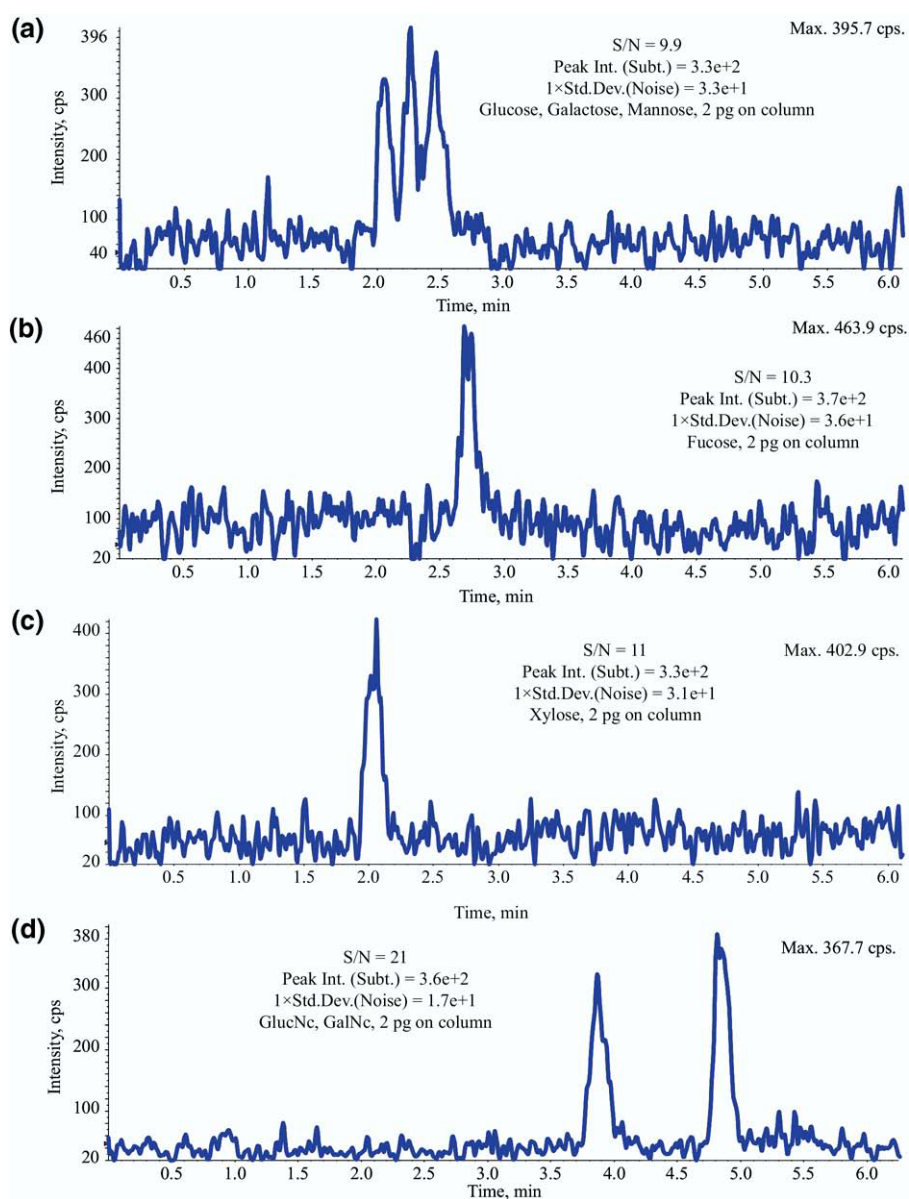 (a)
Max. 395.7 cps.
S/N = 9.9
Peak Int. (Subt.) = 3.3e+2
1×Std.Dev.(Noise) = 3.3e+1
Glucose, Galactose, Mannose, 2 pg on column
Intensity, cps
396
300
200
100
40
0.5 1.0 1.5 2.0 2.5 3.0 3.5 4.0 4.5 5.0 5.5 6.0
Time, min
(b)
Max. 463.9 cps.
S/N = 10.3
Peak Int. (Subt.) = 3.7e+2
1×Std.Dev.(Noise) = 3.6e+1
Fucose, 2 pg on column
Intensity, cps
460
400
300
200
100
20
0.5 1.0 1.5 2.0 2.5 3.0 3.5 4.0 4.5 5.0 5.5 6.0
Time, min
(c)
Max. 402.9 cps.
S/N = 11
Peak Int. (Subt.) = 3.3e+2
1×Std.Dev.(Noise) = 3.1e+1
Xylose, 2 pg on column
Intensity, cps
400
300
200
100
20
0.5 1.0 1.5 2.0 2.5 3.0 3.5 4.0 4.5 5.0 5.5 6.0
Time, min
(d)
Max. 367.7 cps.
S/N = 21
Peak Int. (Subt.) = 3.6e+2
1×Std.Dev.(Noise) = 1.7e+1
GlucNc, GalNc, 2 pg on column
Intensity, cps
380
300
200
100
20
0.5 1.0 1.5 2.0 2.5 3.0 3.5 4.0 4.5 5.0 5.5 6.0
Time, min